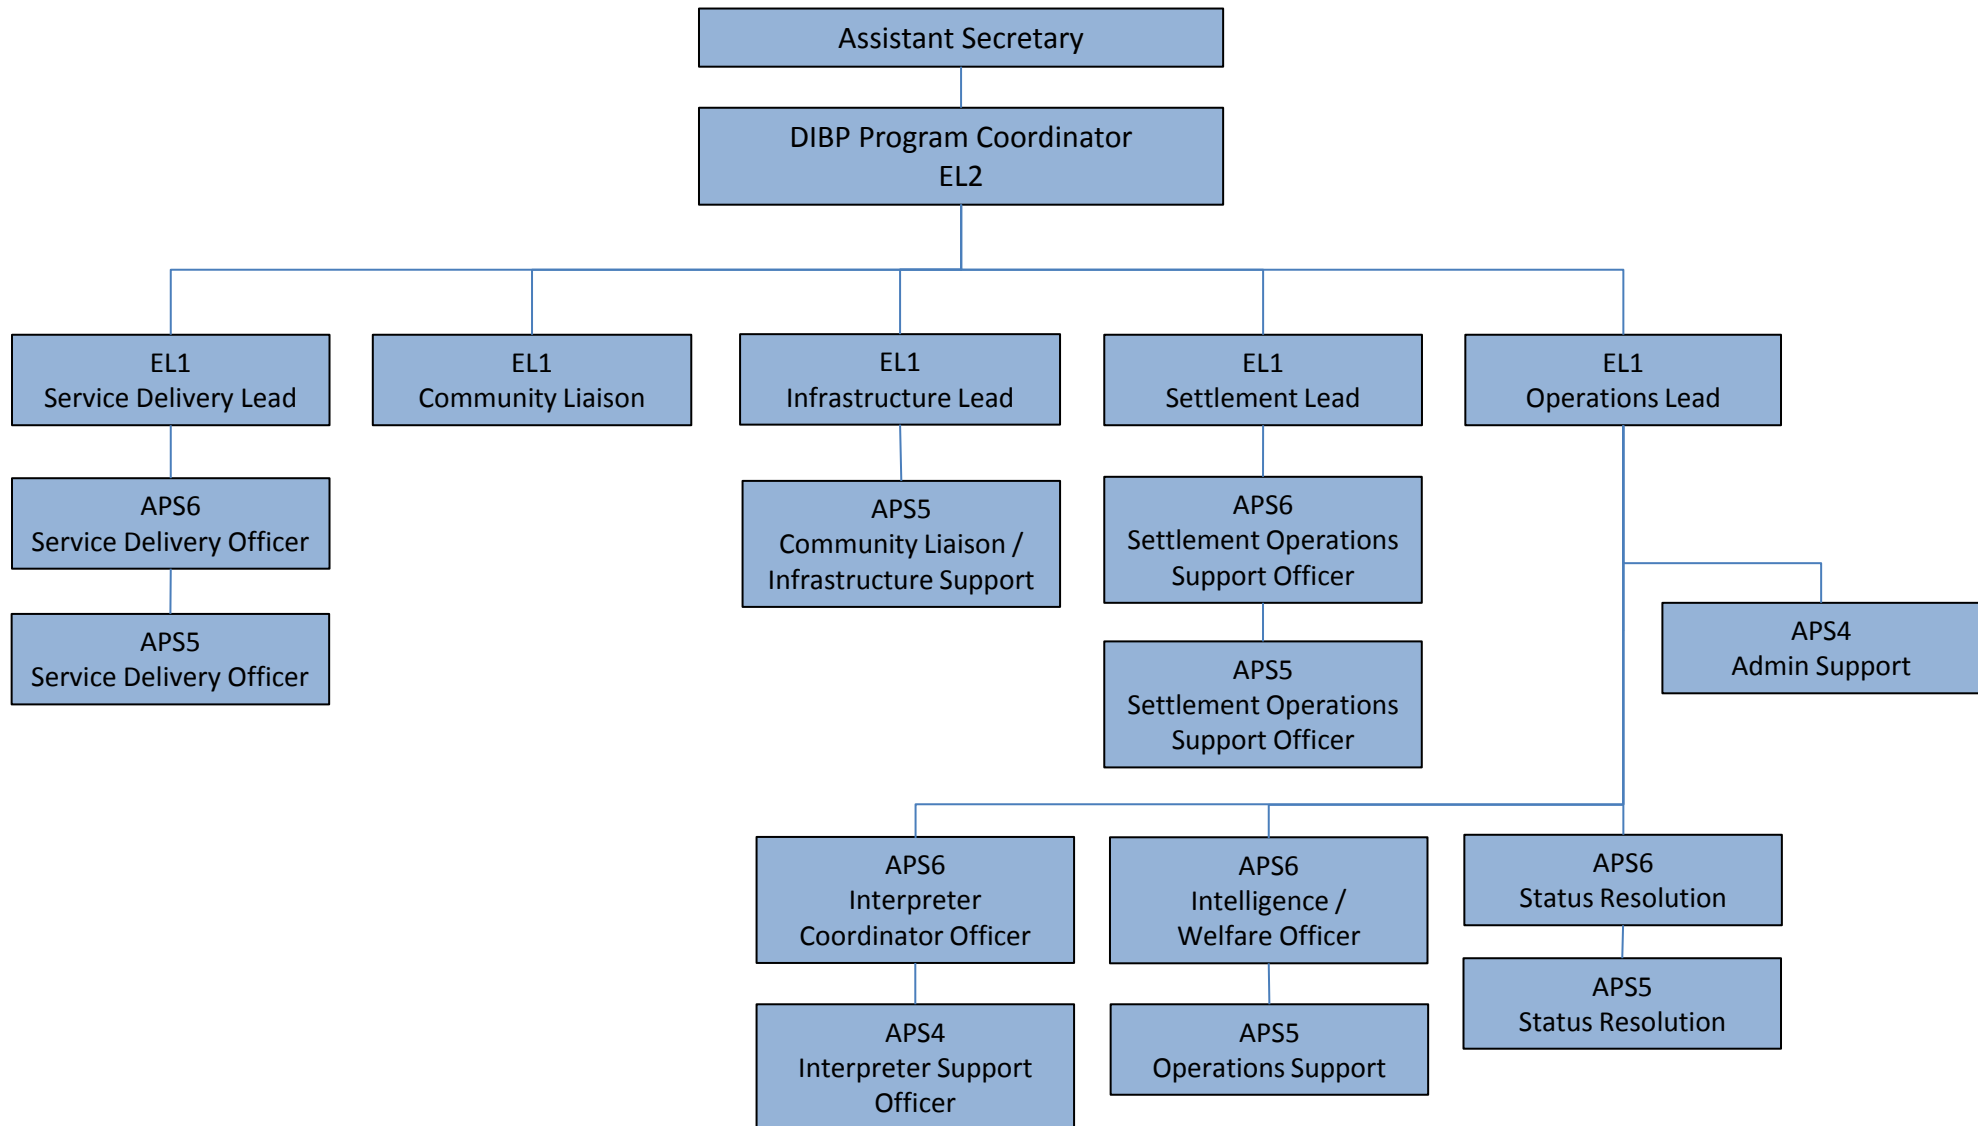 Assistant Secretary
DIBP Program Coordinator
EL2
EL1
Service Delivery Lead
EL1
Community Liaison
EL1
Infrastructure Lead
EL1
Settlement Lead
EL1
Operations Lead
APS6
Service Delivery Officer
APS5
Community Liaison /
Infrastructure Support
APS6
Settlement Operations
Support Officer
APS5
Service Delivery Officer
APS5
Settlement Operations
Support Officer
APS4
Admin Support
APS6
Interpreter
Coordinator Officer
APS6
Intelligence /
Welfare Officer
APS6
Status Resolution
APS4
Interpreter Support
Officer
APS5
Operations Support
APS5
Status Resolution